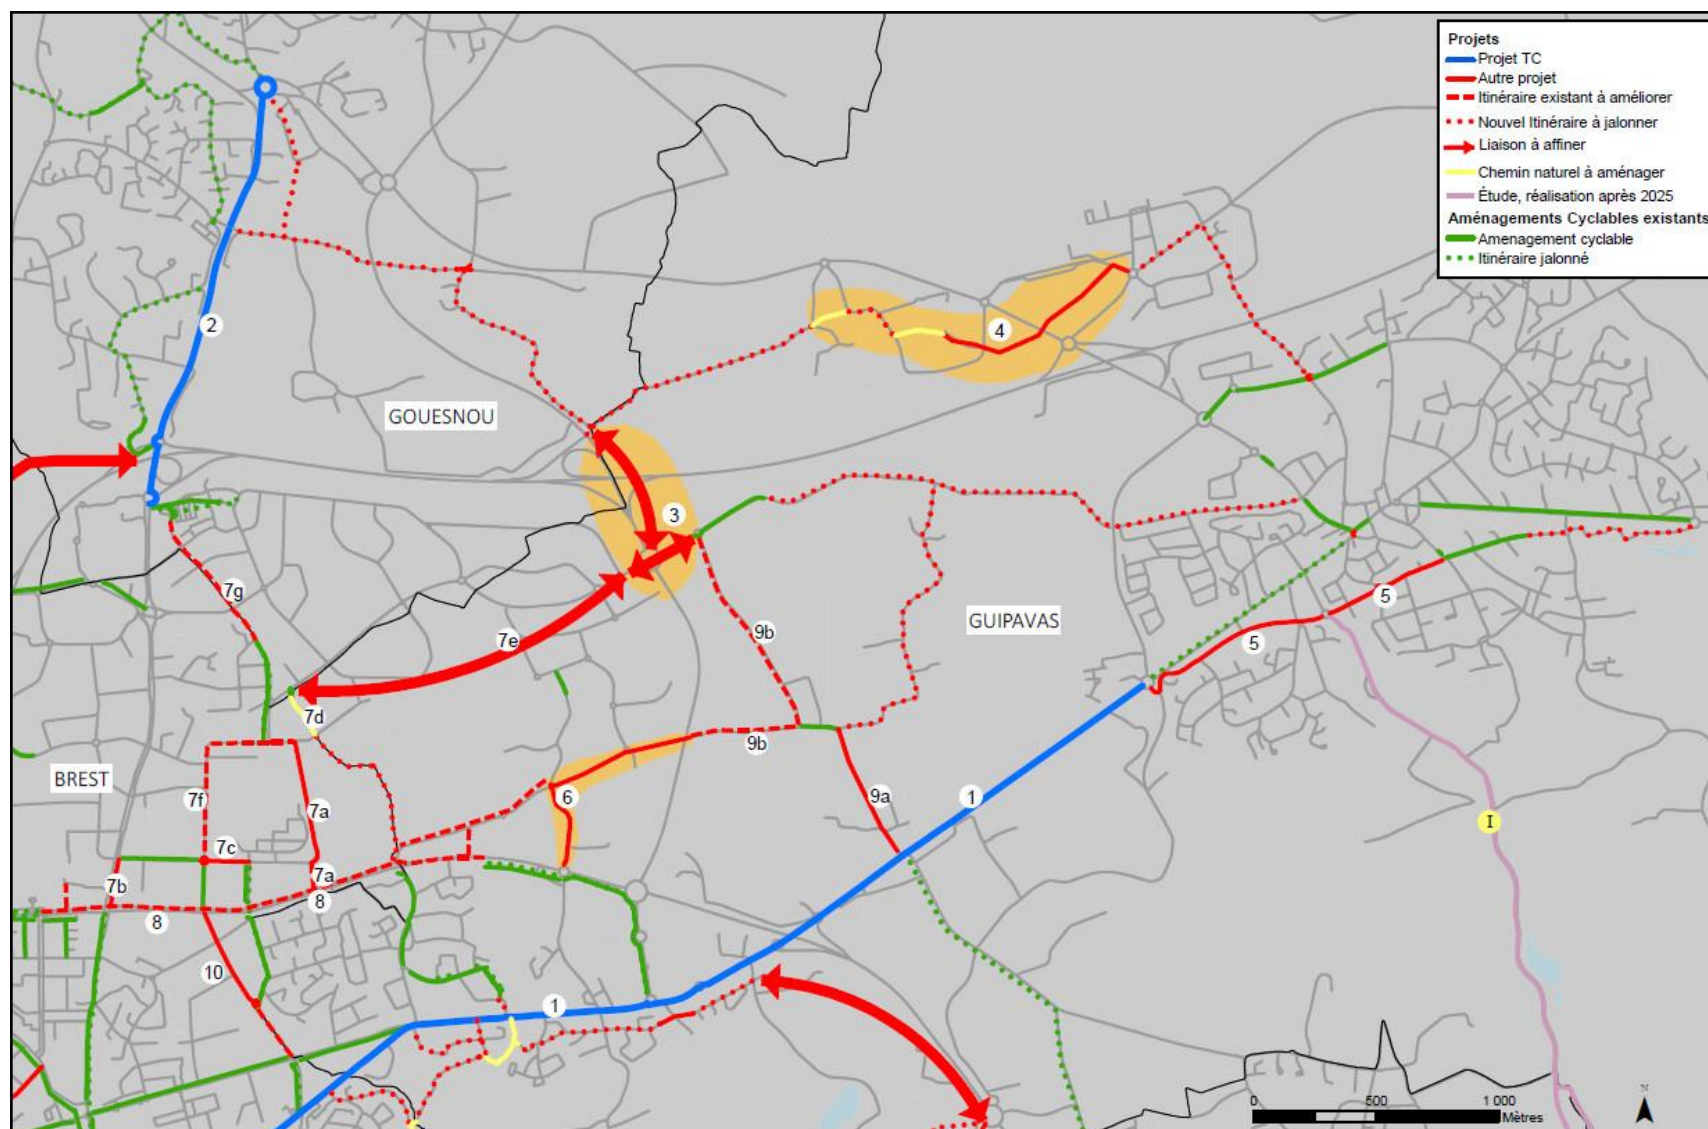 Projets
Projet TC
Autre projet
Itinéraire existant à améliorer
Nouvel Itinéraire à jalonner
Liaison à affiner
Chemin naturel à aménager
Étude, réalisation après 2025
Aménagements Cyclables existants
Amenagement cyclable
Itinéraire jalonné
2
4
GOUESNOU
3
7g
5
GUIPAVAS
9b
7e
5
7d
9b
BREST
6
9a
1
7f
7a
I
7c
7a
7b
8
8
10
1
N
0 500 1 000
Mètres